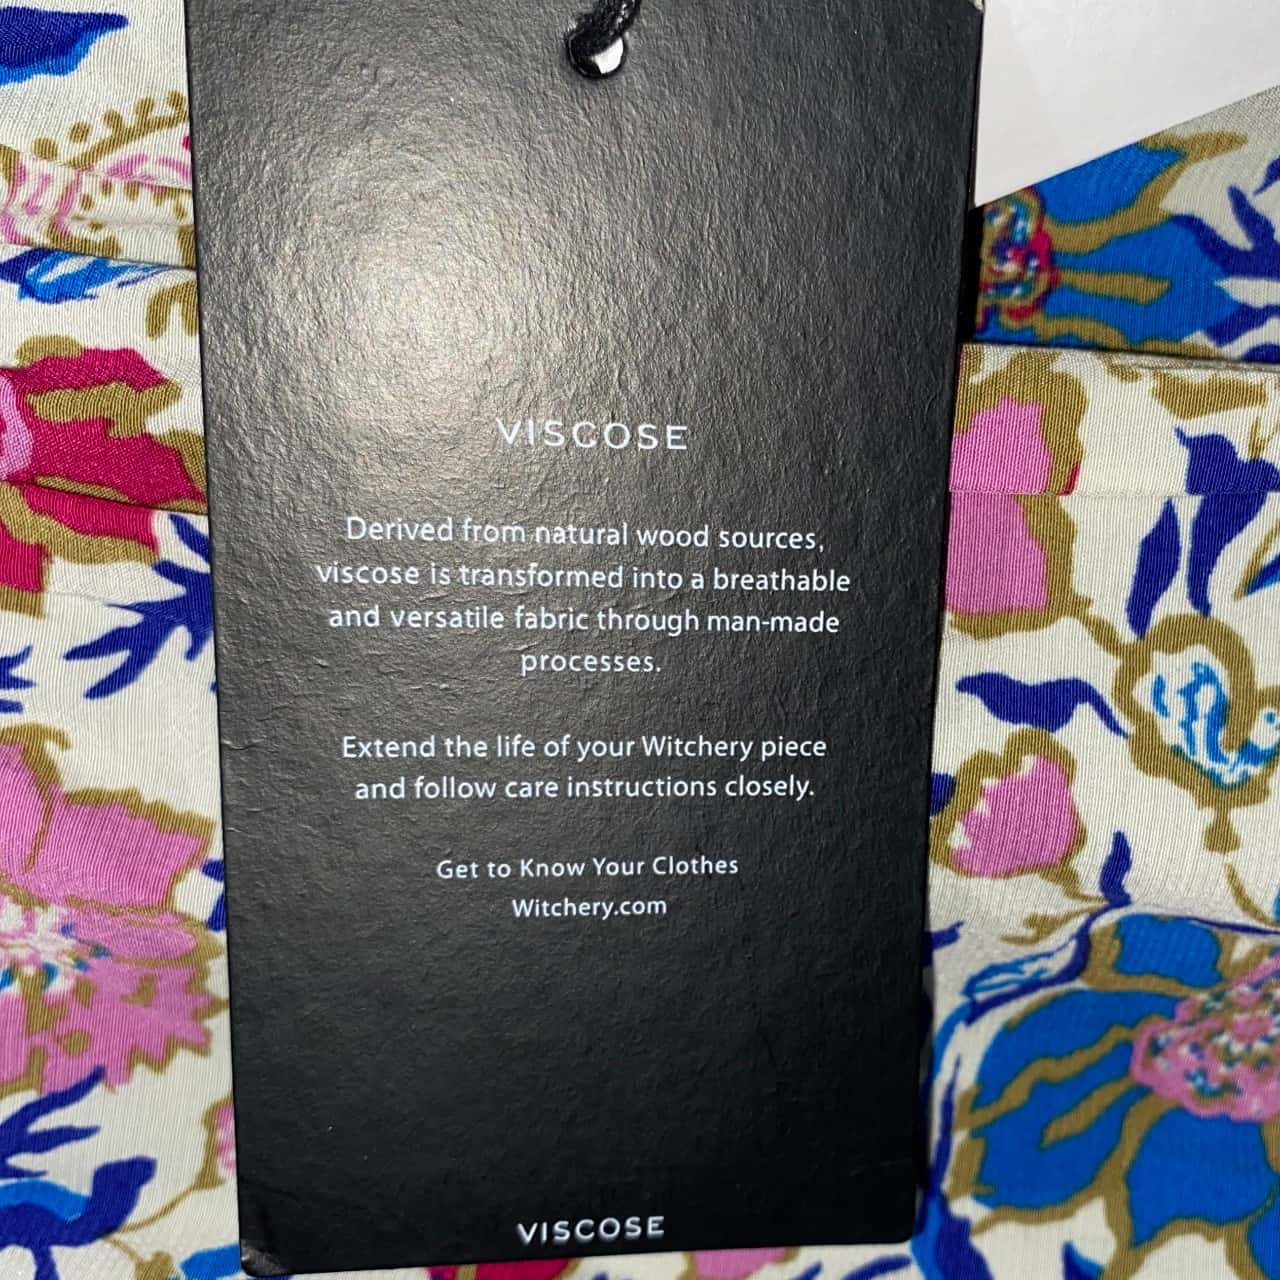 VISCOSE
Derived from natural wood sources,
viscose is transformed into a breathable
and versatile fabric through man-made
processes.
Extend the life of your Witchery piece
and follow care instructions closely.
Get to Know Your Clothes
Witchery.com
VISCOSE